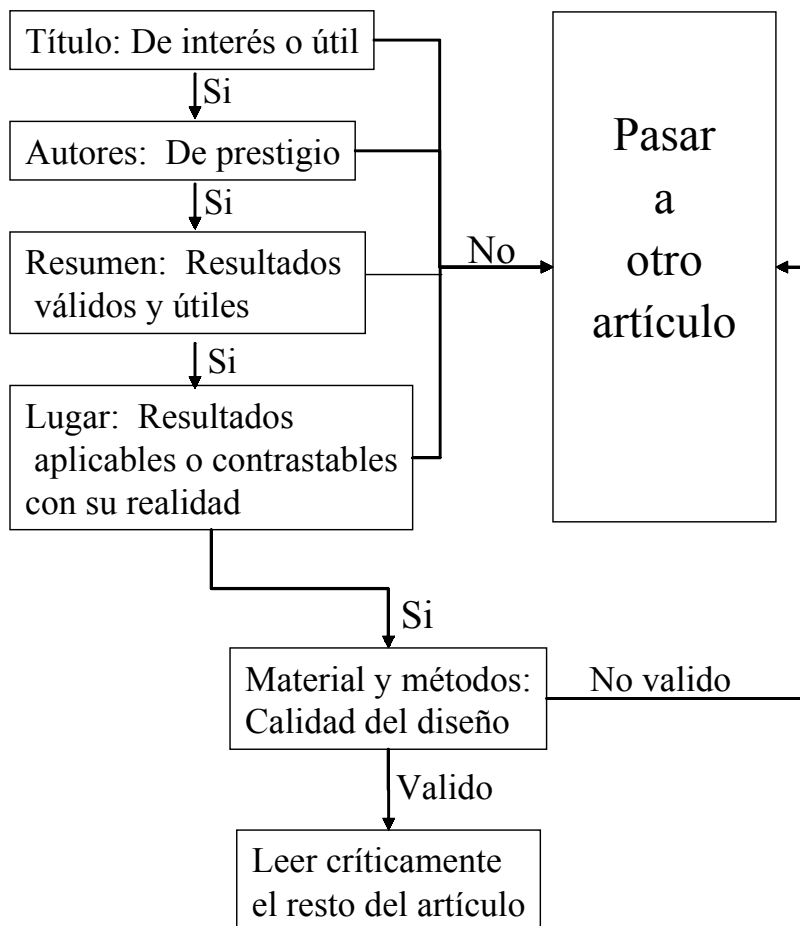 Título: De interés o útil
Si
Autores: De prestigio
Si
Resumen: Resultados
válidos y útiles
Si
Lugar: Resultados
aplicables o contrastables
con su realidad
No
Pasar
a
otro
artículo
Si
Material y métodos:
Calidad del diseño
No valido
Valido
Leer críticamente
el resto del artículo